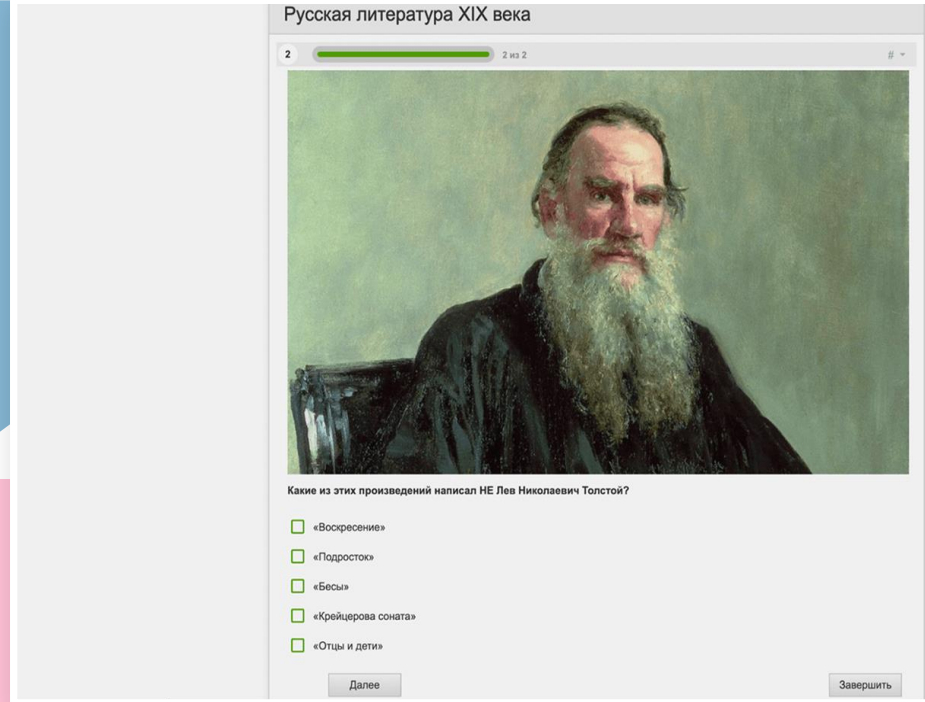 Русская литература XIX века
2 2 из 2 #
Какие из этих произведений написал НЕ Лев Николаевич Толстой?
«Воскресение»
«Подросток»
«Бесы»
«Крейцерова соната»
«Отцы и дети»
Далее Завершить